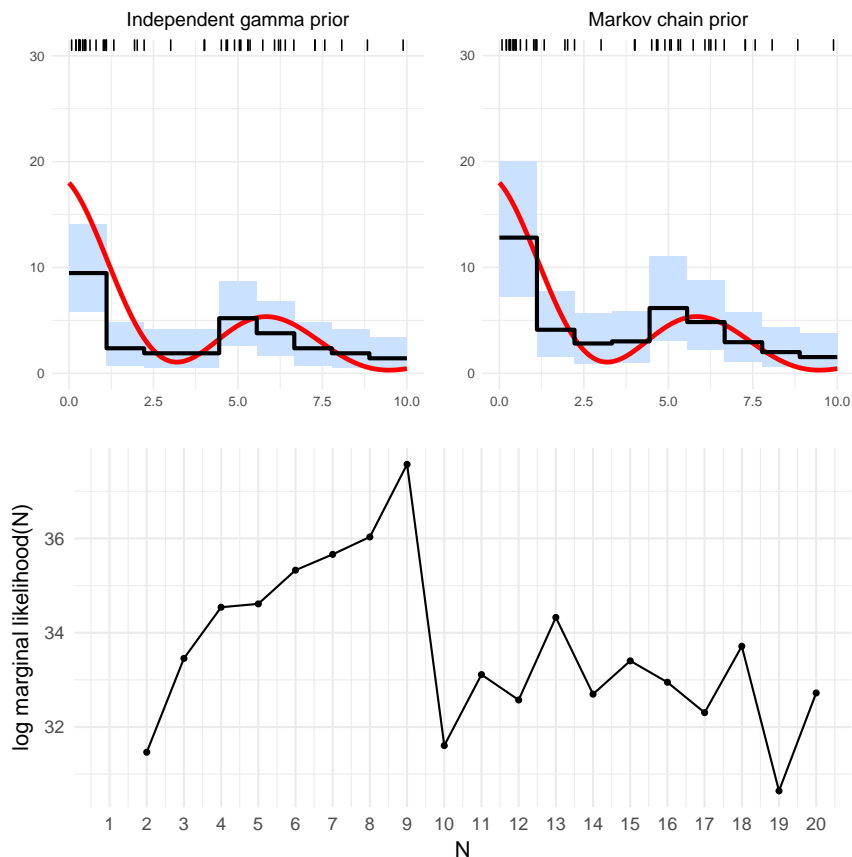 Independent gamma prior
Markov chain prior
30
20
10
0
0.0 2.5 5.0 7.5 10.0
30
20
10
0
0.0 2.5 5.0 7.5 10.0
log marginal likelihood(N)
36
34
32
1 2 3 4 5 6 7 8 9 10 11 12 13 14 15 16 17 18 19 20
N